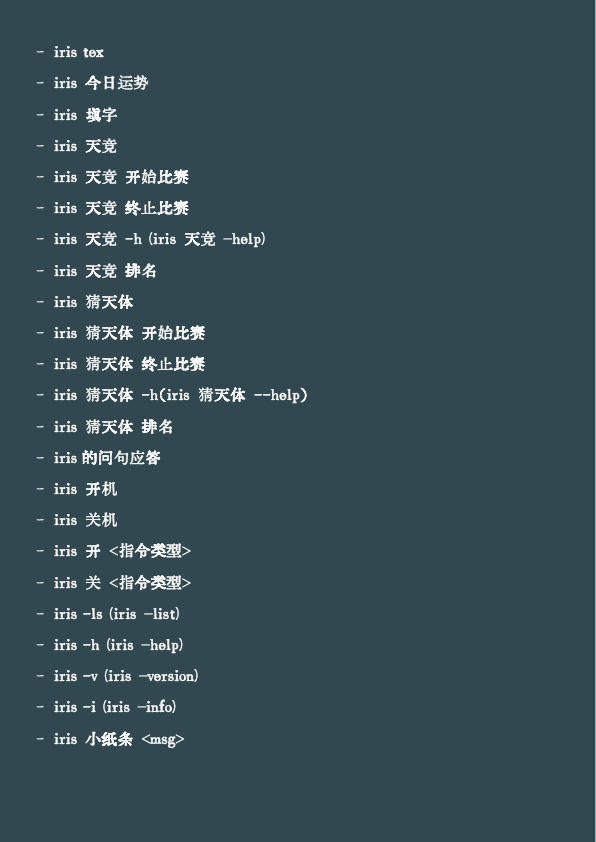 - iris tex
- iris 今日运势
- iris 填字
- iris 天竞
- iris 天竞 开始比赛
- iris 天竞 终止比赛
- iris 天竞 -h (iris 天竞 –help)
- iris 天竞 排名
- iris 猜天体
- iris 猜天体 开始比赛
- iris 猜天体 终止比赛
- iris 猜天体 -h(iris 猜天体 --help)
- iris 猜天体 排名
- iris的问句应答
- iris 开机
- iris 关机
- iris 开 <指令类型>
- iris 关 <指令类型>
- iris -ls (iris –list)
- iris -h (iris –help)
- iris -v (iris –version)
- iris -i (iris –info)
- iris 小纸条 <msg>